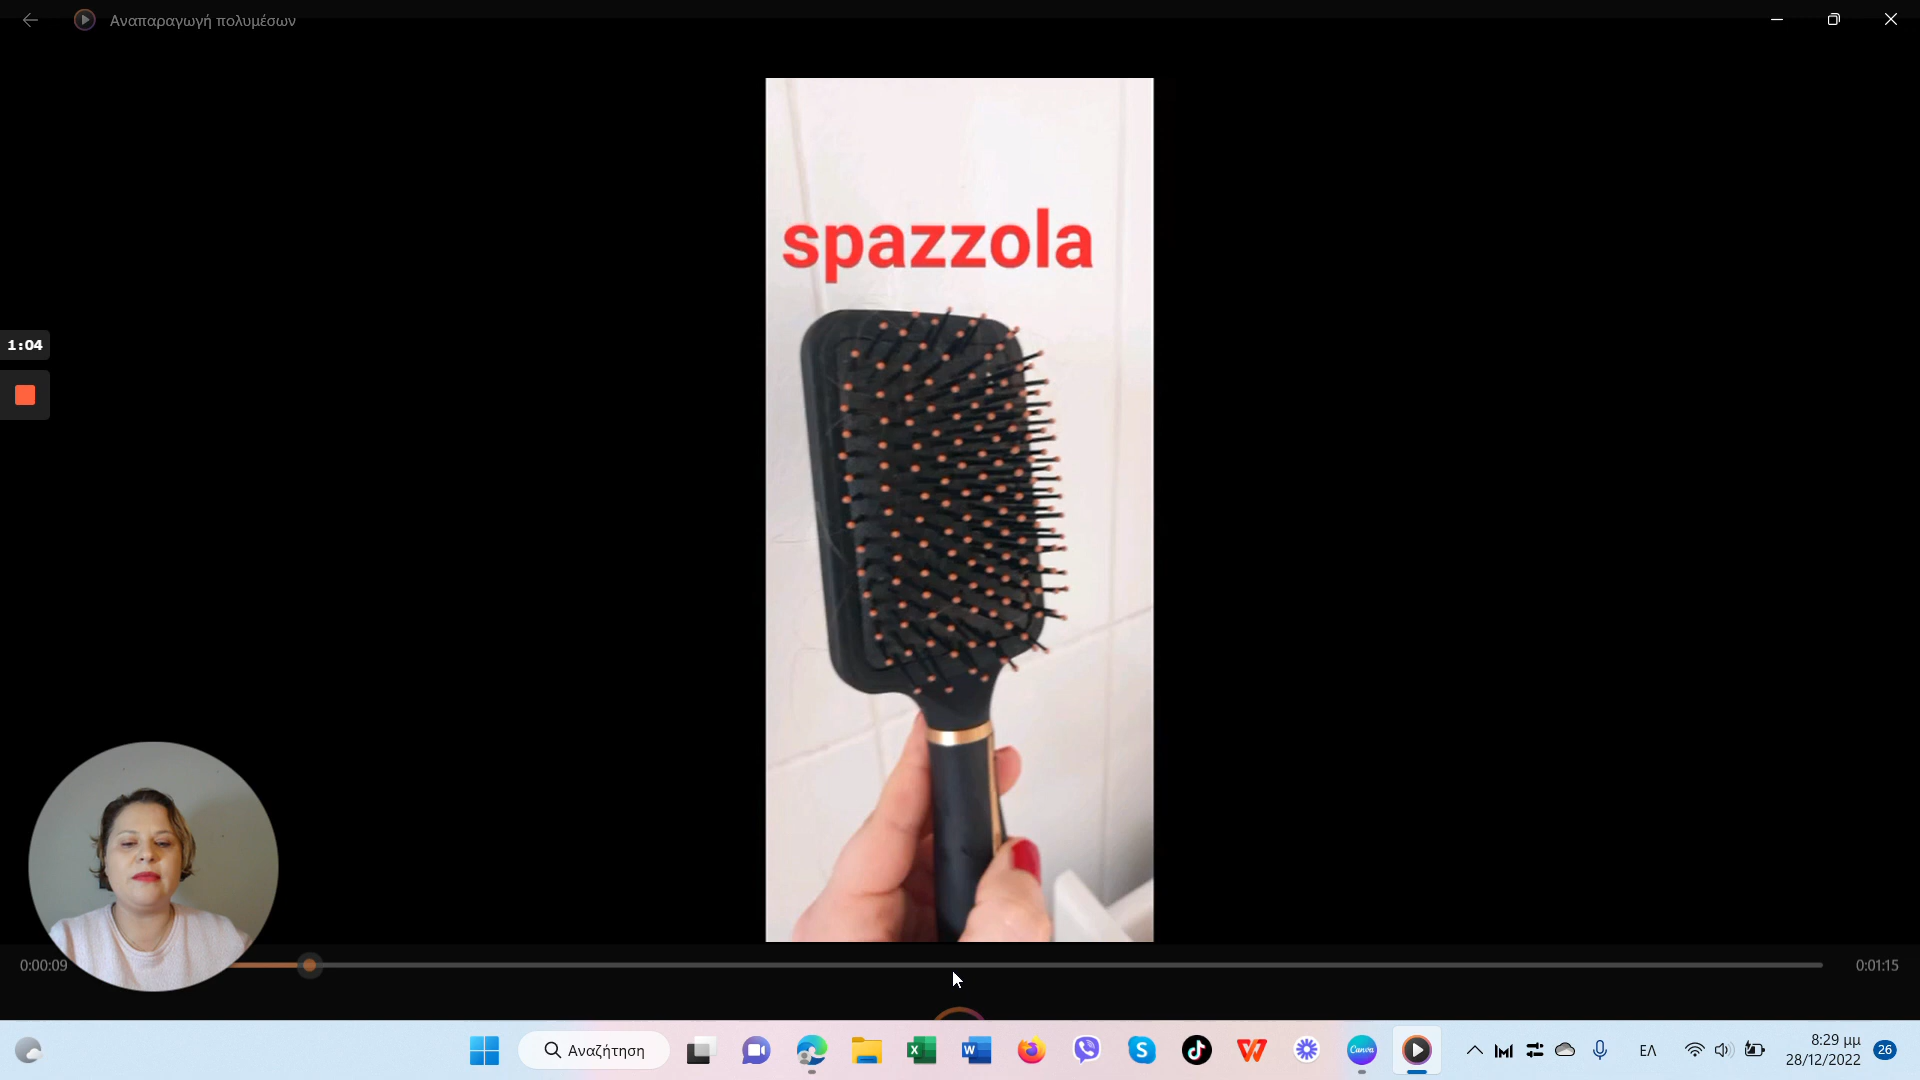 Αναπαραγωγή πολυμέσων
spazzola
1:04
0:00:09
0:01:15
Αναζήτηση
Canva
ΕΛ
8:29 μμ
28/12/2022
26